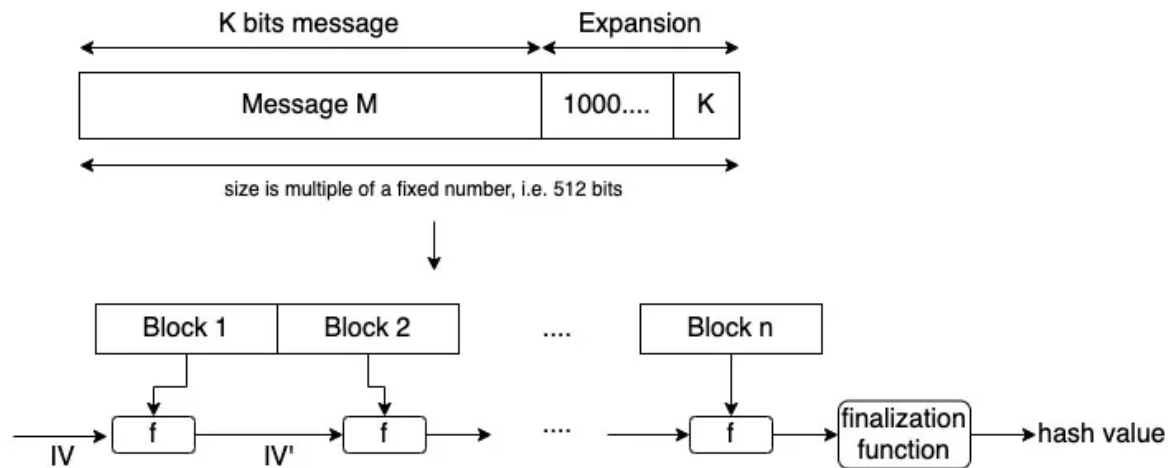 K bits message
Expansion
Message M
1000....
K
size is multiple of a fixed number, i.e. 512 bits
Block 1
Block 2
....
Block n
f
f
....
f
finalization
function
hash value
IV
IV'